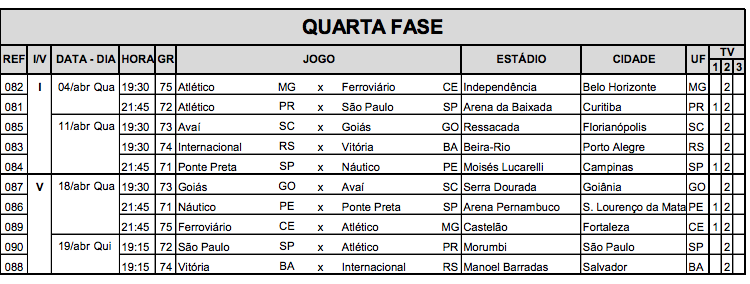 QUARTA FASE
REF I/V DATA - DIA HORA GR JOGO ESTÁDIO CIDADE UF TV
1 2 3
082 I 04/abr Qua 19:30 75 Atlético MG x Ferroviário CE Independência Belo Horizonte MG 2
081 21:45 72 Atlético PR x São Paulo SP Arena da Baixada Curitiba PR 1 2
085 11/abr Qua 19:30 73 Avaí SC x Goiás GO Ressacada Florianópolis SC 2
083 19:30 74 Internacional RS x Vitória BA Beira-Rio Porto Alegre RS 2
084 21:45 71 Ponte Preta SP x Náutico PE Moisés Lucarelli Campinas SP 1 2
087 V 18/abr Qua 19:30 73 Goiás GO x Avaí SC Serra Dourada Goiânia GO 2
086 21:45 71 Náutico PE x Ponte Preta SP Arena Pernambuco S. Lourenço da Mata PE 1 2
089 21:45 75 Ferroviário CE x Atlético MG Castelão Fortaleza CE 1 2
090 19/abr Qui 19:15 72 São Paulo SP x Atlético PR Morumbi São Paulo SP 2
088 19:15 74 Vitória BA x Internacional RS Manoel Barradas Salvador BA 2